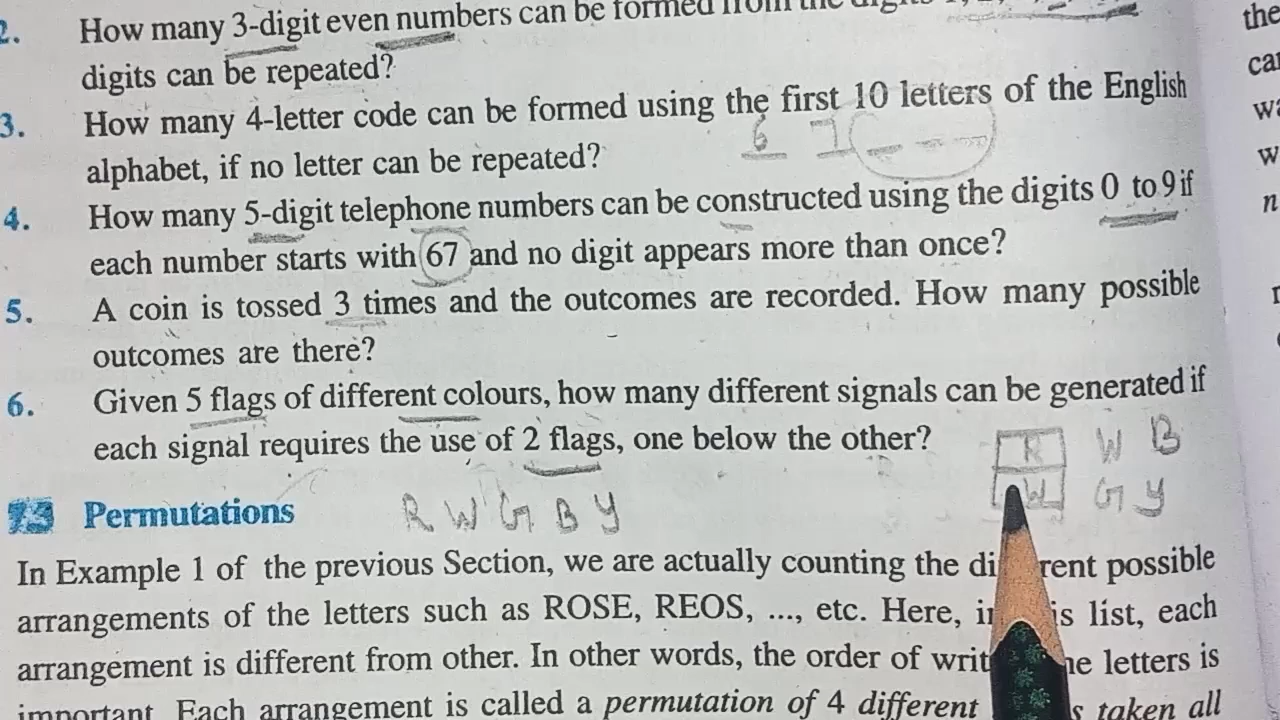 2. How many 3-digit even numbers can be formed from the digits
digits can be repeated?
3. How many 4-letter code can be formed using the first 10 letters of the English
alphabet, if no letter can be repeated?
6 7
4. How many 5-digit telephone numbers can be constructed using the digits 0 to 9 if
each number starts with 67 and no digit appears more than once?
5. A coin is tossed 3 times and the outcomes are recorded. How many possible
outcomes are there?
6. Given 5 flags of different colours, how many different signals can be generated if
each signal requires the use of 2 flags, one below the other?
R W B
W G Y
7.3 Permutations
R W G B Y
In Example 1 of the previous Section, we are actually counting the possible
arrangements of the letters such as ROSE, REOS, ..., etc. Here, list, each
arrangement is different from other. In other words, the order of letters is
important. Each arrangement is called a permutation of 4 different taken all
the
n